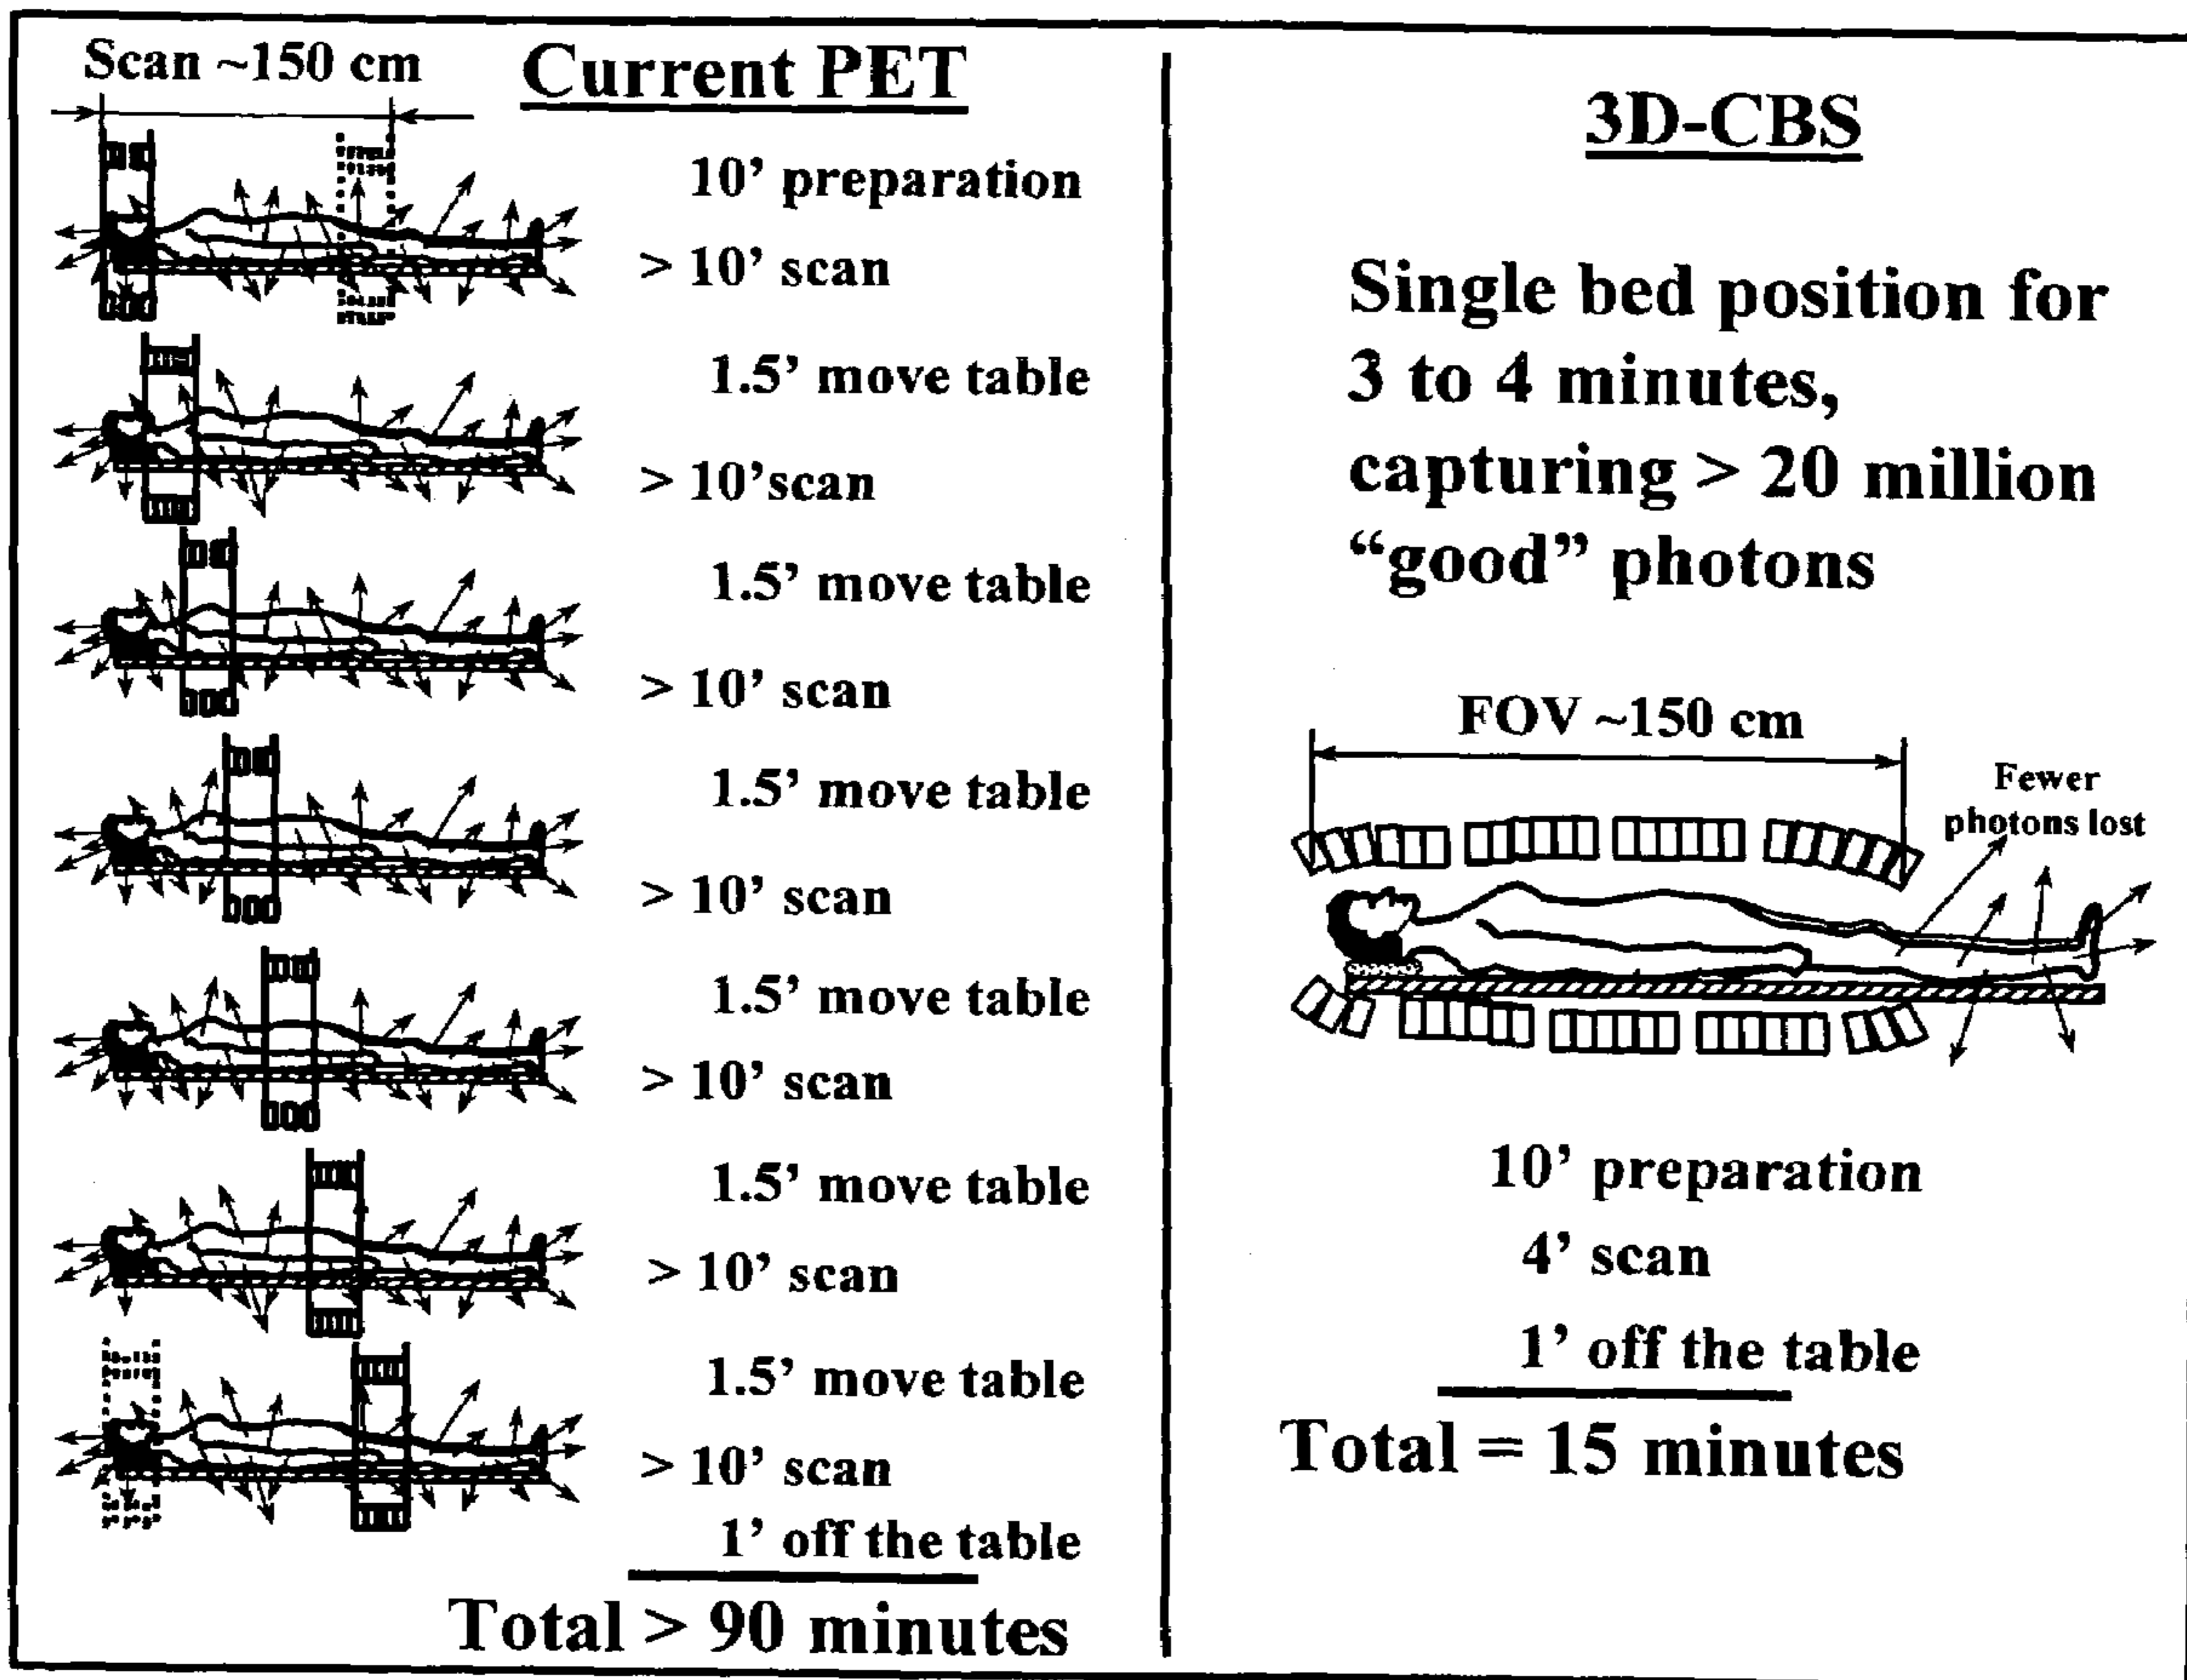 Scan ~150 cm
Current PET
10’ preparation
> 10’ scan
1.5’ move table
> 10’scan
1.5’ move table
> 10’ scan
1.5’ move table
> 10’ scan
1.5’ move table
> 10’ scan
1.5’ move table
> 10’ scan
1.5’ move table
> 10’ scan
1’ off the table
Total > 90 minutes
3D-CBS
Single bed position for
3 to 4 minutes,
capturing > 20 million
“good” photons
FOV ~150 cm
Fewer
photons lost
10’ preparation
4’ scan
1’ off the table
Total = 15 minutes